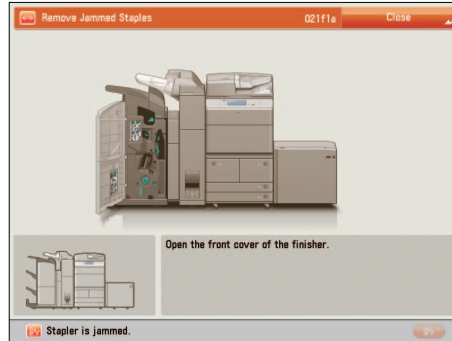 Remove Jammed Staples
021f1a
Close
Open the front cover of the finisher.
Stapler is jammed.